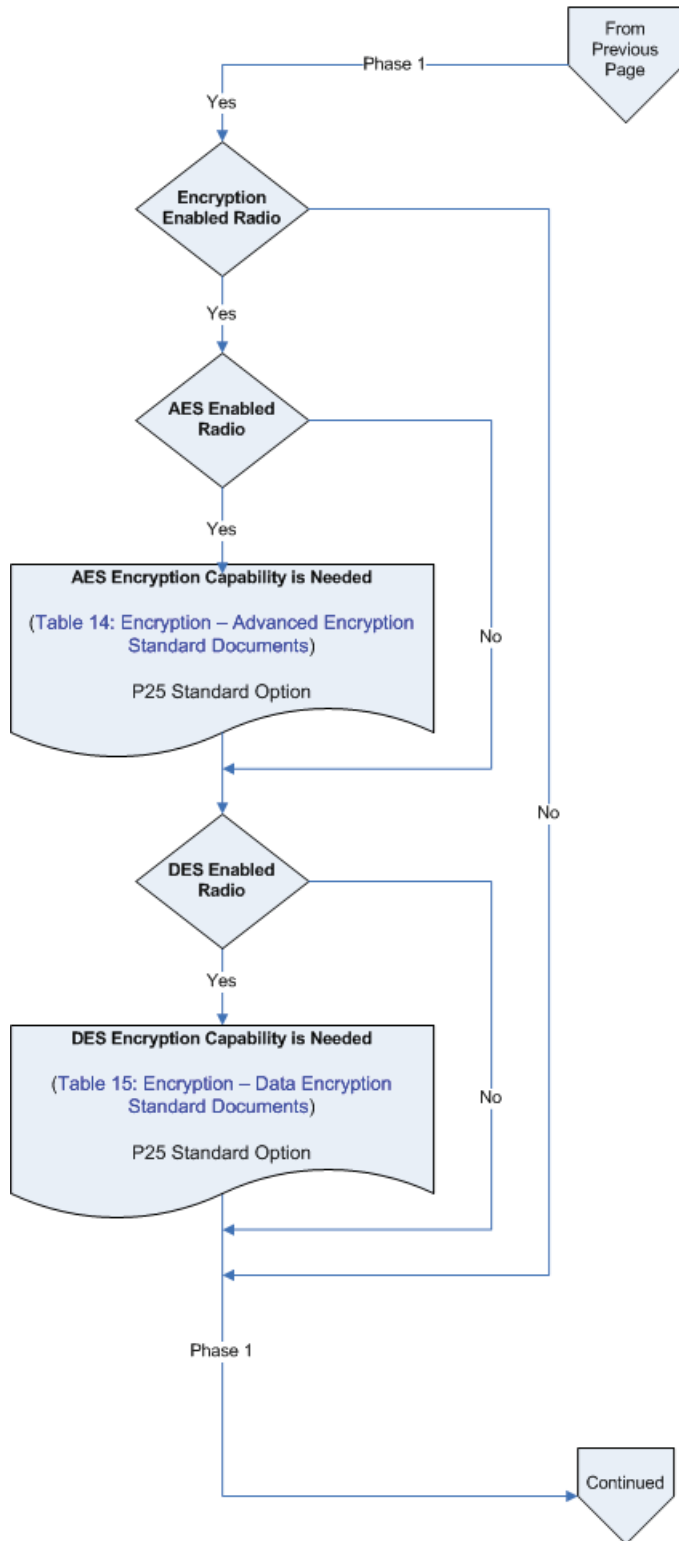 From
Previous
Page
Phase 1
Yes
Encryption
Enabled Radio
Yes
AES Enabled
Radio
Yes
AES Encryption Capability is Needed
(Table 14: Encryption – Advanced Encryption
Standard Documents)
P25 Standard Option
No
No
DES Enabled
Radio
Yes
DES Encryption Capability is Needed
(Table 15: Encryption – Data Encryption
Standard Documents)
P25 Standard Option
No
Phase 1
Continued